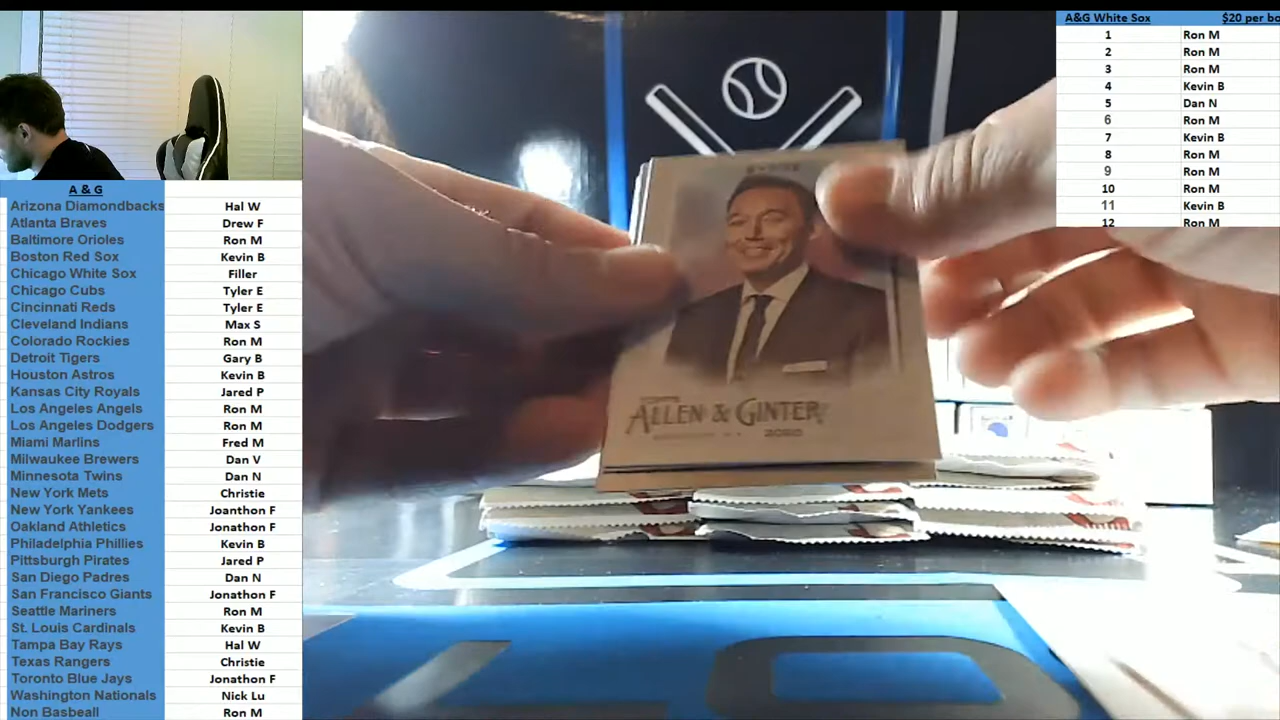 A & G
Arizona Diamondbacks Hal W
Atlanta Braves Drew F
Baltimore Orioles Ron M
Boston Red Sox Kevin B
Chicago White Sox Filler
Chicago Cubs Tyler E
Cincinnati Reds Tyler E
Cleveland Indians Max S
Colorado Rockies Ron M
Detroit Tigers Gary B
Houston Astros Kevin B
Kansas City Royals Jared P
Los Angeles Angels Ron M
Los Angeles Dodgers Ron M
Miami Marlins Fred M
Milwaukee Brewers Dan V
Minnesota Twins Dan N
New York Mets Christie
New York Yankees Joanthon F
Oakland Athletics Jonathon F
Philadelphia Phillies Kevin B
Pittsburgh Pirates Jared P
San Diego Padres Dan N
San Francisco Giants Jonathon F
Seattle Mariners Ron M
St. Louis Cardinals Kevin B
Tampa Bay Rays Hal W
Texas Rangers Christie
Toronto Blue Jays Jonathon F
Washington Nationals Nick Lu
Non Basbeall Ron M
TOPPS
ALLEN & GINTER
2020
A&G White Sox $20 per bo
1 Ron M
2 Ron M
3 Ron M
4 Kevin B
5 Dan N
6 Ron M
7 Kevin B
8 Ron M
9 Ron M
10 Ron M
11 Kevin B
12 Ron M